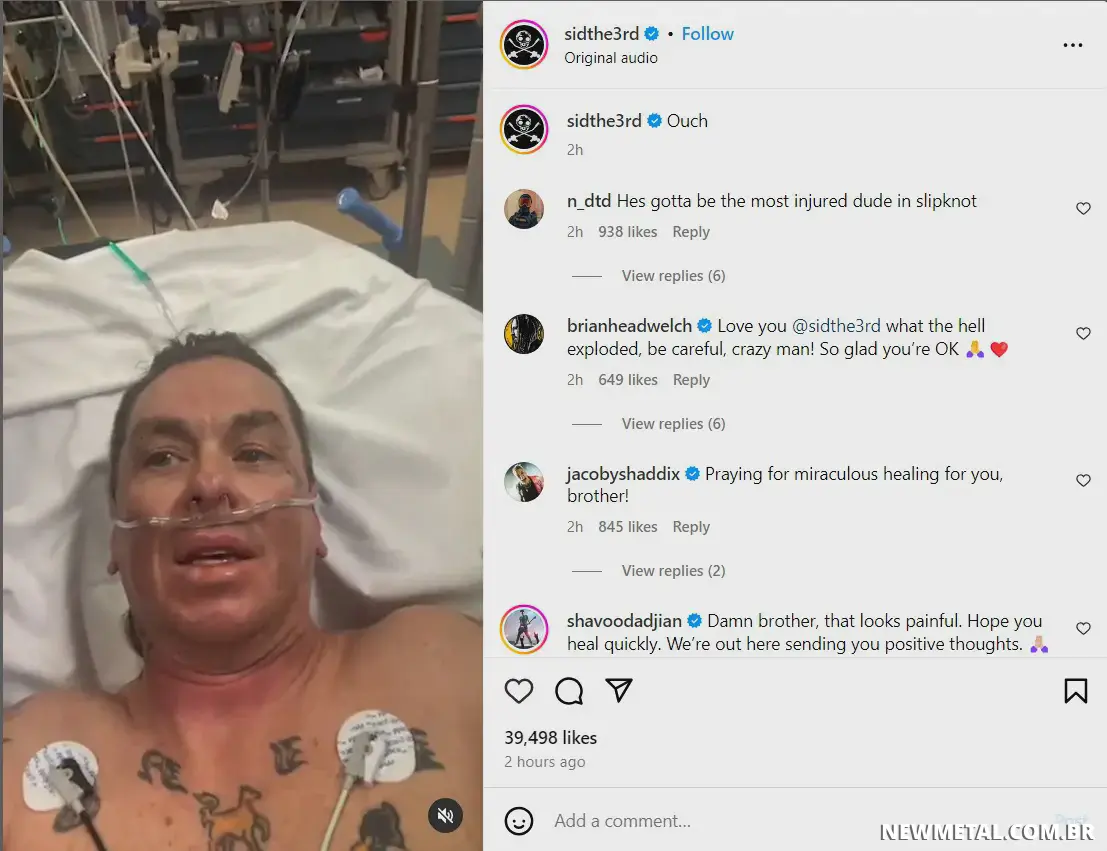 sidthe3rd • Follow
Original audio
sidthe3rd Ouch
2h
n_dtd Hes gotta be the most injured dude in slipknot
2h 938 likes Reply
View replies (6)
brianheadwelch Love you @sidthe3rd what the hell
exploded, be careful, crazy man! So glad you're OK 🙏 ❤️
2h 649 likes Reply
View replies (6)
jacobyshaddix Praying for miraculous healing for you,
brother!
2h 845 likes Reply
View replies (2)
shavoodadjian Damn brother, that looks painful. Hope you
heal quickly. We're out here sending you positive thoughts. 🙏🏼
39,498 likes
2 hours ago
Add a comment...
Post
NEWMETAL.COM.BR